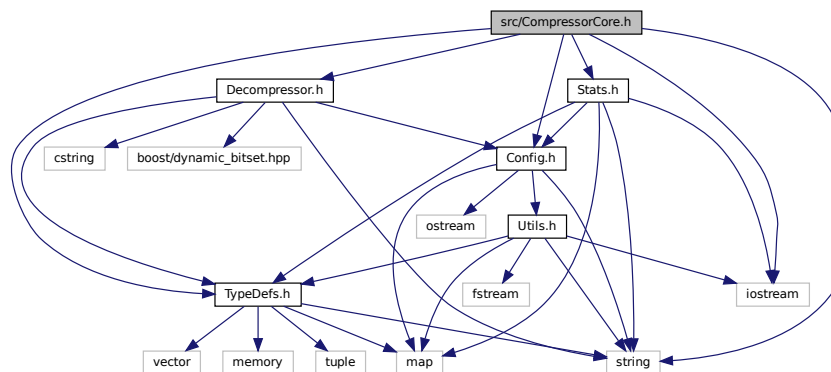 src/CompressorCore.h
Decompressor.h
Stats.h
cstring
boost/dynamic_bitset.hpp
Config.h
ostream
Utils.h
TypeDefs.h
fstream
iostream
vector
memory
tuple
map
string